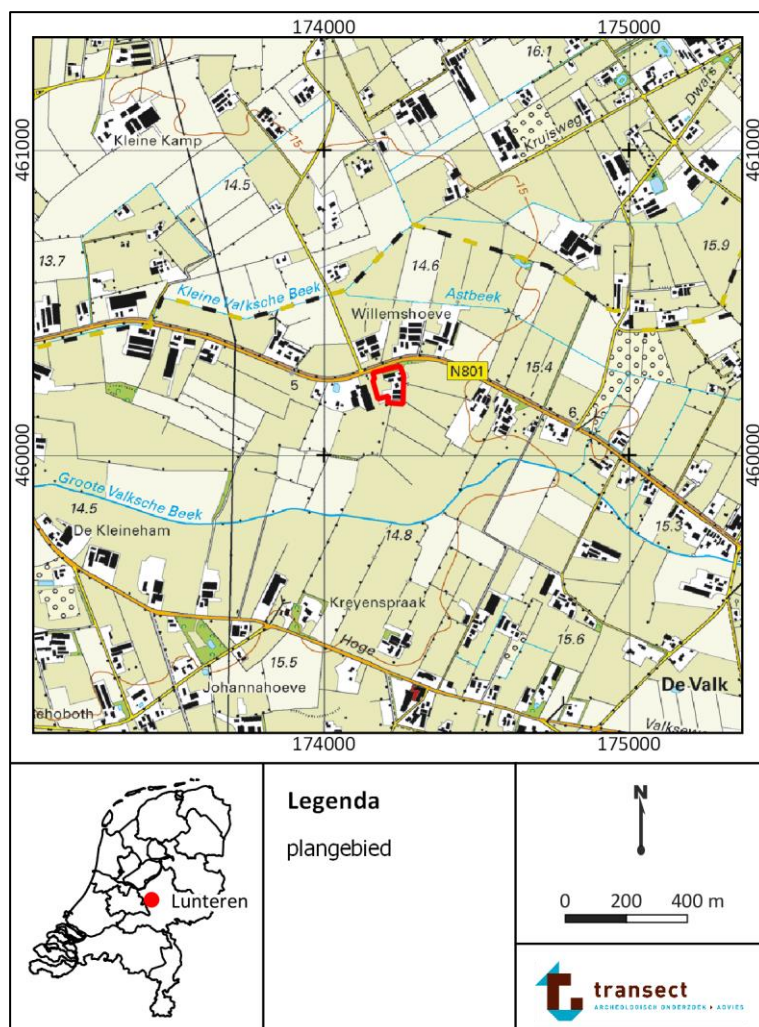 174000 175000
461000
460000
461000
460000
16.1
Dwars
Kleine Kamp
15
Kruisweg
15
14.5
15.9
13.7
14.6
Kleine Valksche Beek
Astbeek
Willemshoeve
N801
15.4
5
6
Groote Valksche Beek
14.5
15.3
De Kleineham
14.8
Kreyenspraak
Hoge
15.6
15.5
Johannahoeve
De Valk
ehoboth
Valksew
174000 175000
Legenda
plangebied
Lunteren
N
0 200 400 m
transect
ARCHEOLOGISCH ONDERZOEK ADVIES